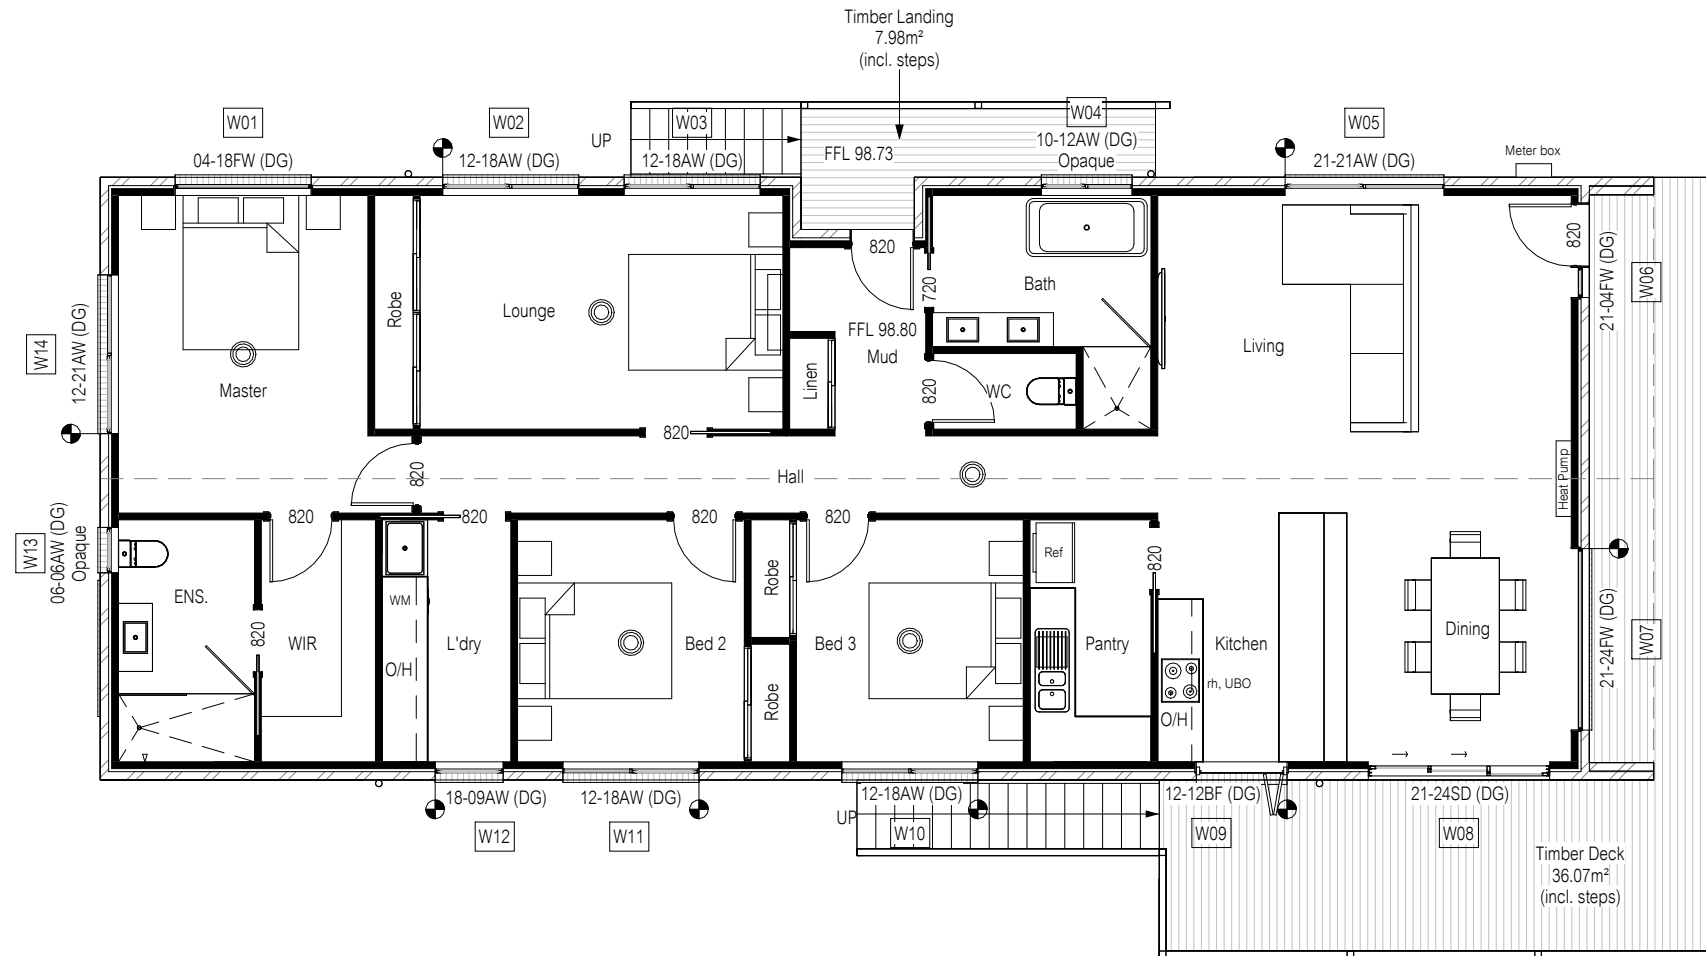 Timber Landing
7.98m²
(incl. steps)
W01
W02
W03
W04
W05
UP
04-18FW (DG)
12-18AW (DG)
12-18AW (DG)
10-12AW (DG)
Opaque
21-21AW (DG)
Meter box
FFL 98.73
820
820
W06
21-04FW (DG)
Robe
Lounge
720
Bath
FFL 98.80
Mud
Living
W14
12-21AW (DG)
Master
Linen
820
WC
820
Hall
820
Heat Pump
820
820
820
820
W13
06-06AW (DG)
Opaque
Ref
820
ENS.
WM
Robe
820
WIR
O/H
L'dry
Bed 2
Bed 3
Pantry
Kitchen
Dining
W07
21-24FW (DG)
rh, UBO
Robe
O/H
18-09AW (DG)
12-18AW (DG)
12-18AW (DG)
12-12BF (DG)
21-24SD (DG)
UP
W12
W11
W10
W09
W08
Timber Deck
36.07m²
(incl. steps)